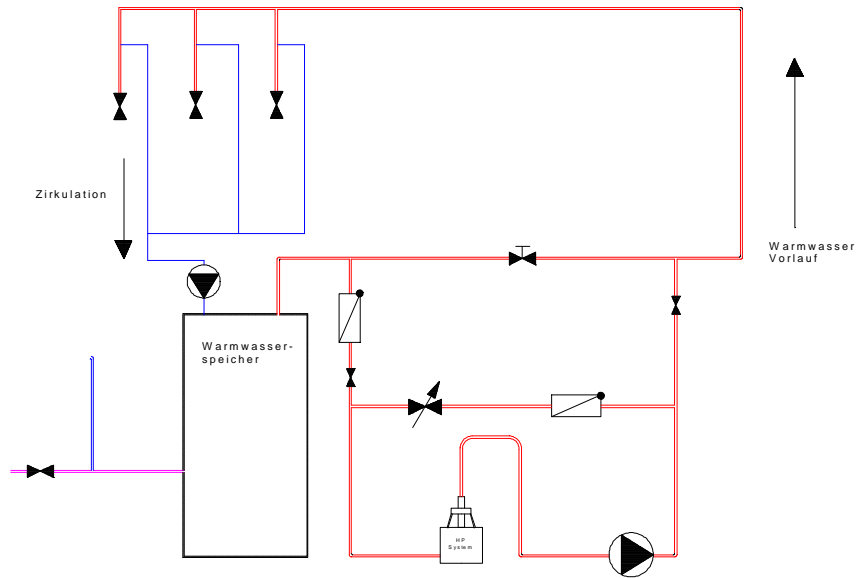 Zirkulation
Warmwasser
Vorlauf
Warmwasser-
speicher
HP
System